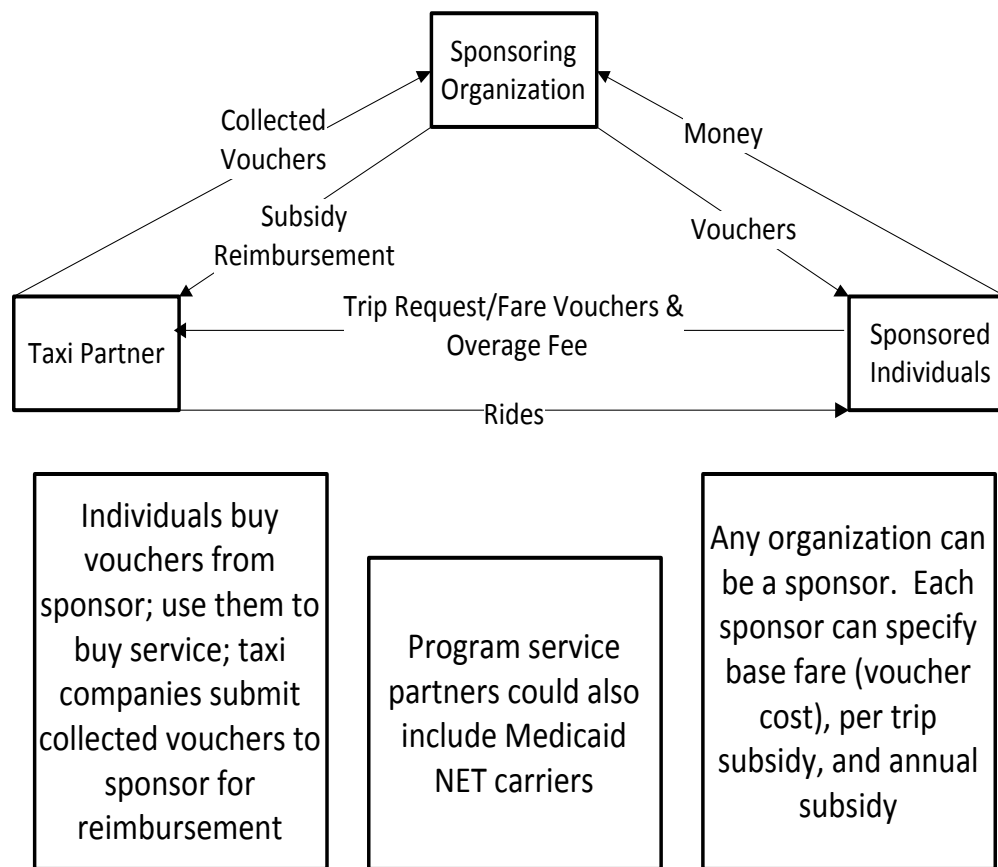 Sponsoring
Organization
Collected
Vouchers
Money
Subsidy
Reimbursement
Vouchers
Trip Request/Fare Vouchers &
Overage Fee
Taxi Partner
Sponsored
Individuals
Rides
Individuals buy
vouchers from
sponsor; use them to
buy service; taxi
companies submit
collected vouchers to
sponsor for
reimbursement
Program service
partners could also
include Medicaid
NET carriers
Any organization can
be a sponsor.  Each
sponsor can specify
base fare (voucher
cost), per trip
subsidy, and annual
subsidy